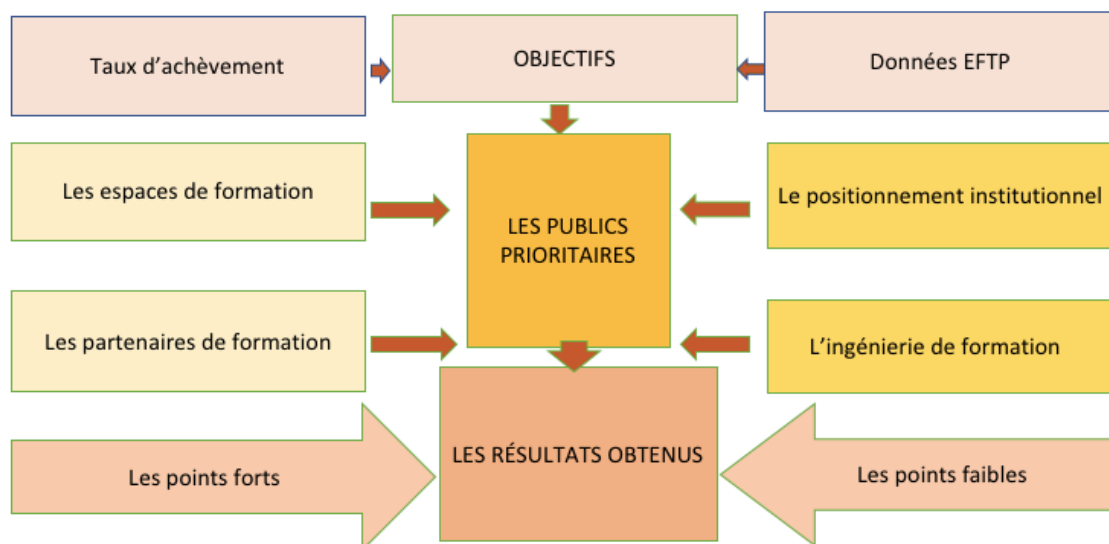 Taux d'achèvement
OBJECTIFS
Données EFTP
Les espaces de formation
LES PUBLICS
PRIORITAIRES
Le positionnement institutionnel
Les partenaires de formation
L'ingénierie de formation
Les points forts
LES RÉSULTATS OBTENUS
Les points faibles